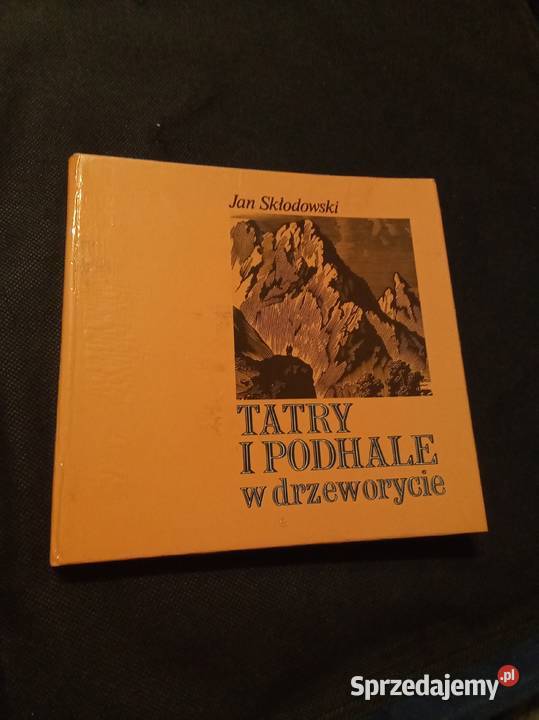 Jan Skłodowski
TATRY
I PODHALE
w drzeworycie
Sprzedajemy.pl